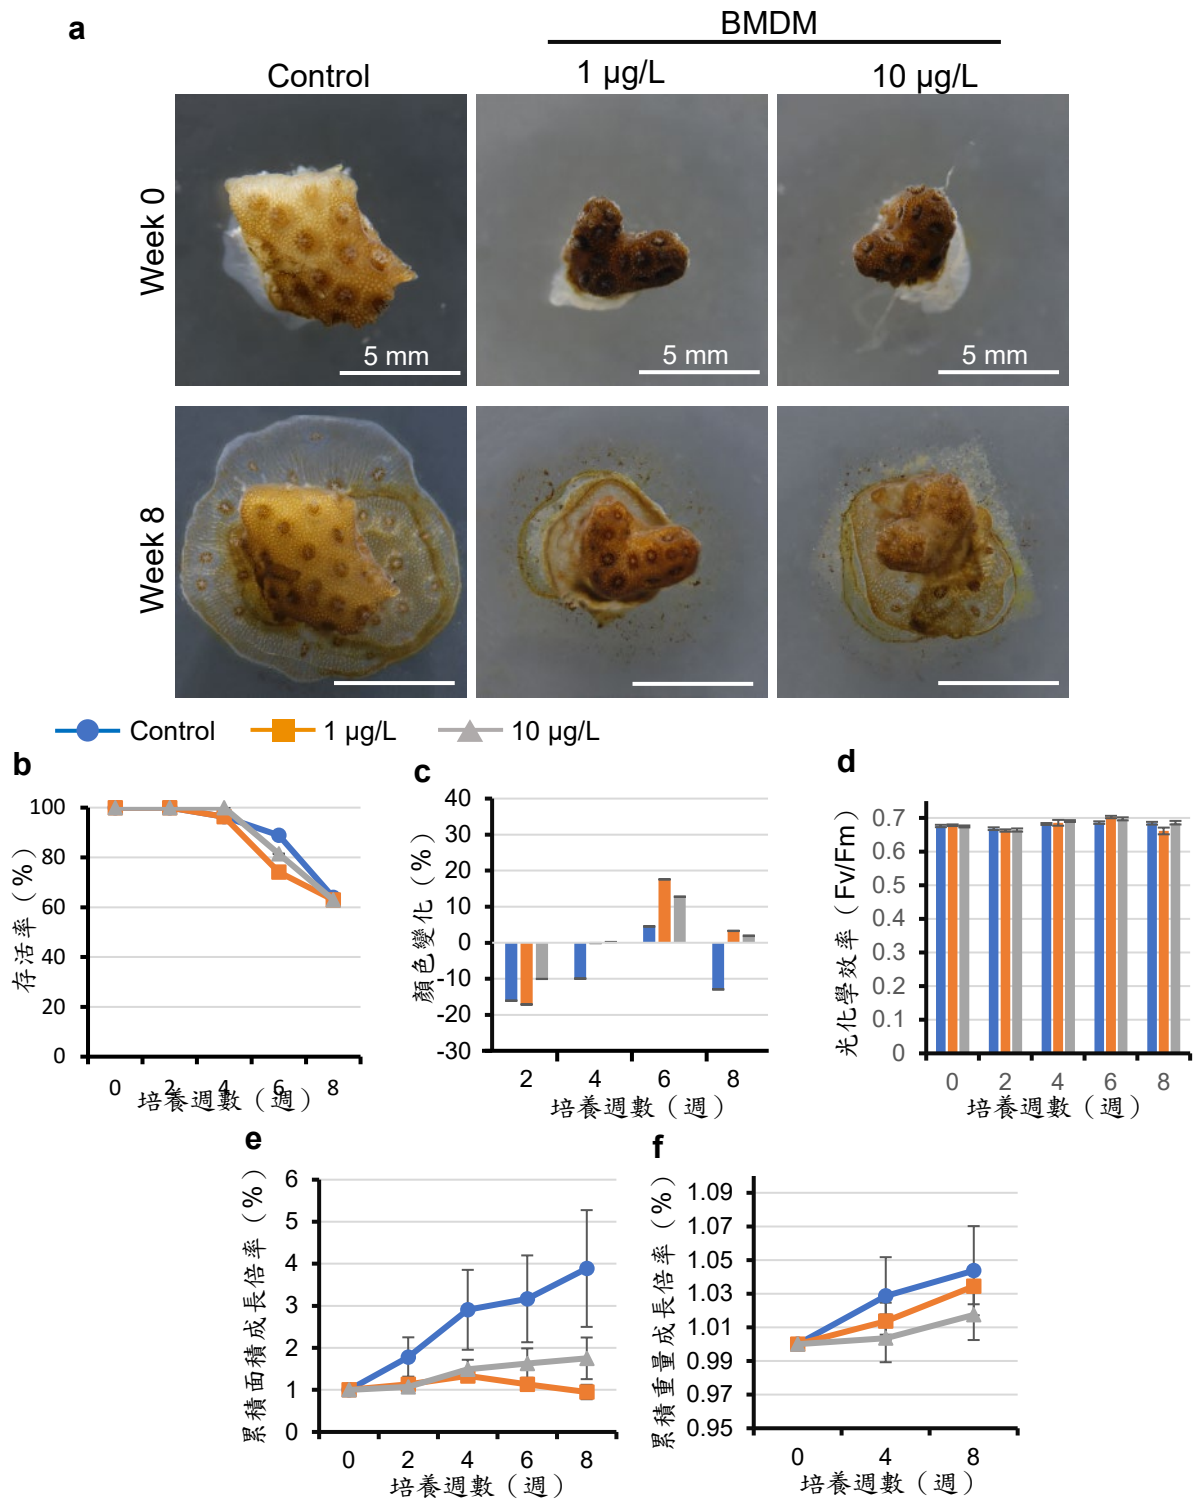 a
BMDM
Control
1 µg/L
10 µg/L
Week 0
5 mm
5 mm
5 mm
Week 8
Control
1 µg/L
10 µg/L
b
存活率（%）
100
80
60
40
20
0
0
2
4
6
8
培養週數（週）
c
顏色變化（%）
40
30
20
10
0
-10
-20
-30
2
4
6
8
培養週數（週）
d
光化學效率（Fv/Fm）
0.7
0.6
0.5
0.4
0.3
0.2
0.1
0
0
2
4
6
8
培養週數（週）
e
累積面積成長倍率（%）
6
5
4
3
2
1
0
0
2
4
6
8
培養週數（週）
f
累積重量成長倍率（%）
1.09
1.07
1.05
1.03
1.01
0.99
0.97
0.95
0
4
8
培養週數（週）